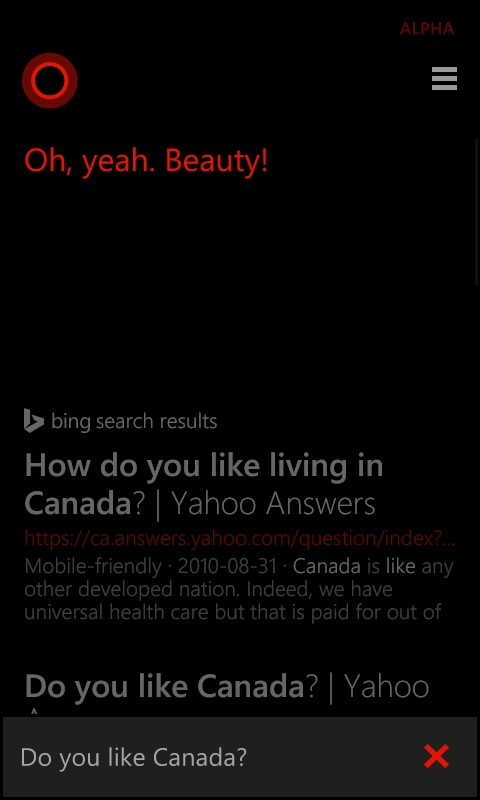 ALPHA
Oh, yeah. Beauty!
bing search results
How do you like living in
Canada? | Yahoo Answers
https://ca.answers.yahoo.com/question/index?...
Mobile-friendly · 2010-08-31 · Canada is like any
other developed nation. Indeed, we have
universal health care but that is paid for out of
Do you like Canada? | Yahoo
Do you like Canada?